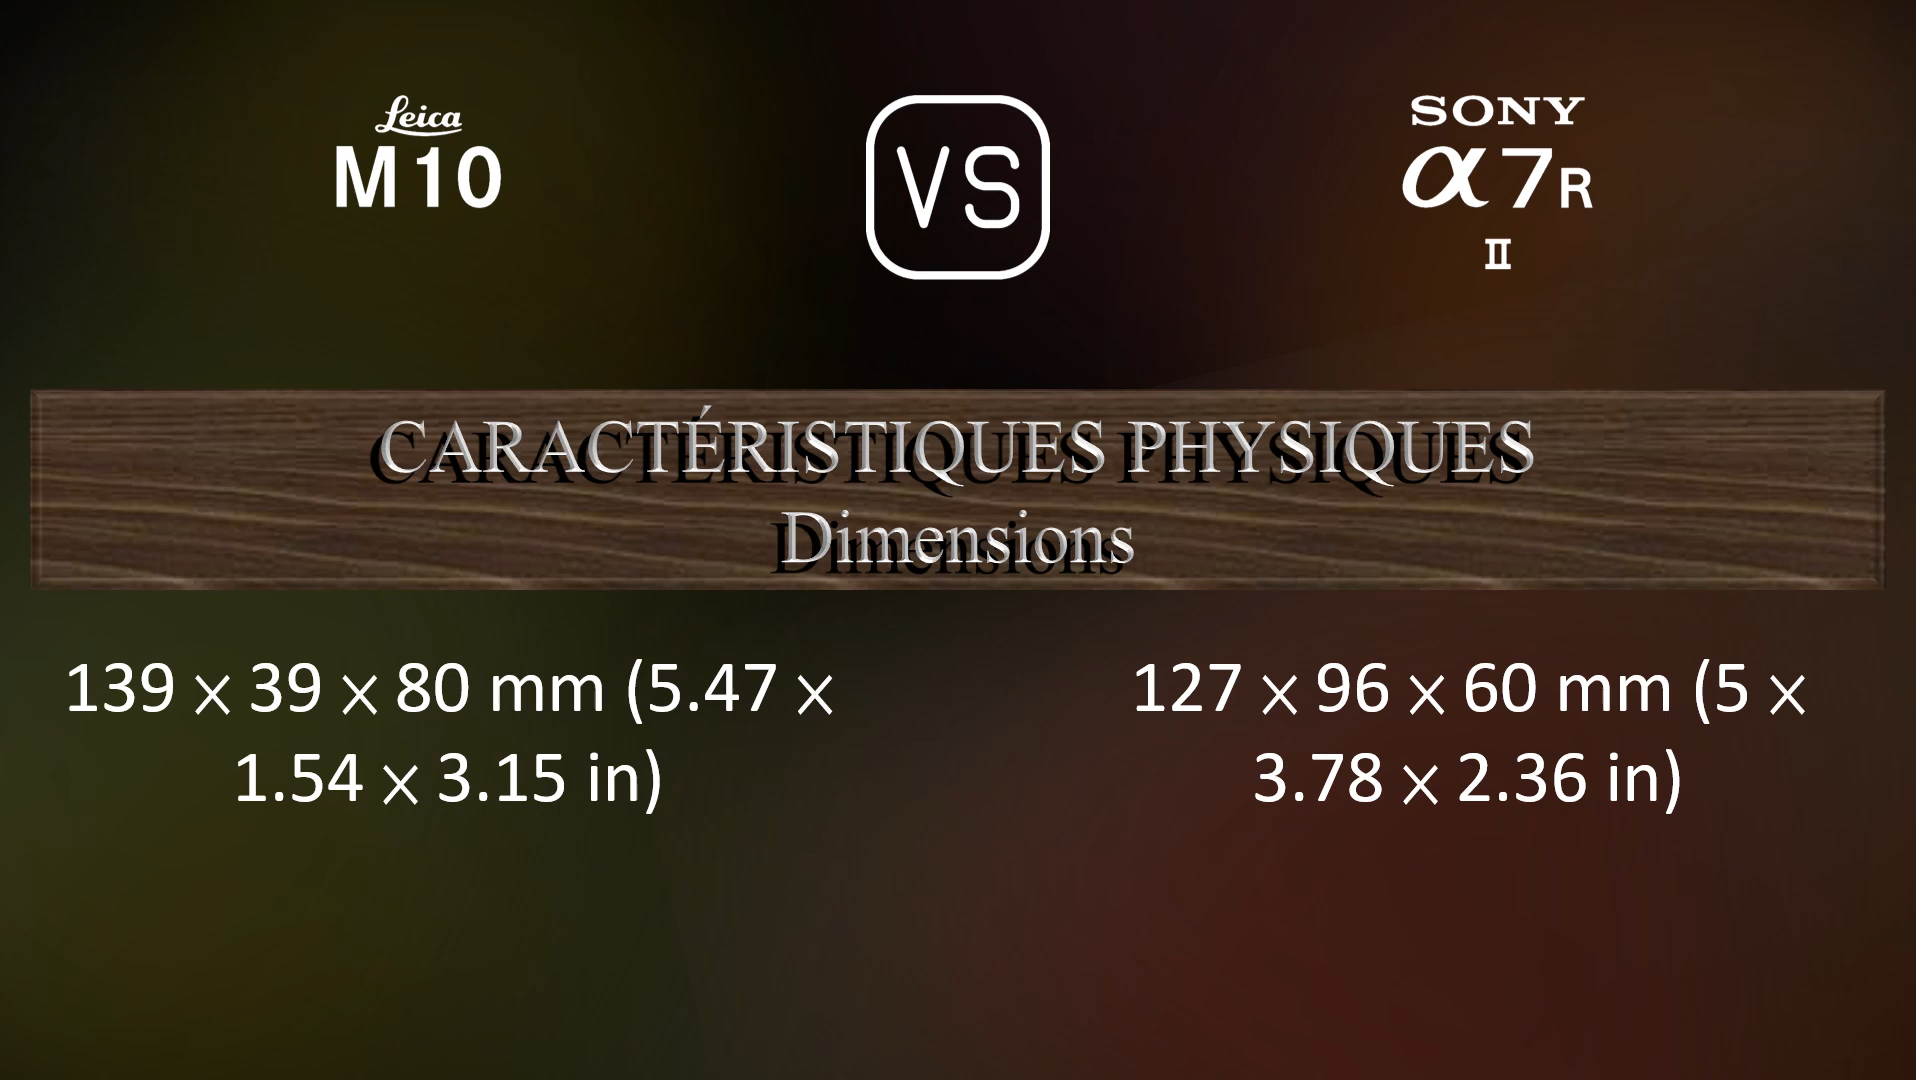 Leica
M10
VS
SONY
α7R
II
CARACTÉRISTIQUES PHYSIQUES
Dimensions
139 x 39 x 80 mm (5.47 x
1.54 x 3.15 in)
127 x 96 x 60 mm (5 x
3.78 x 2.36 in)